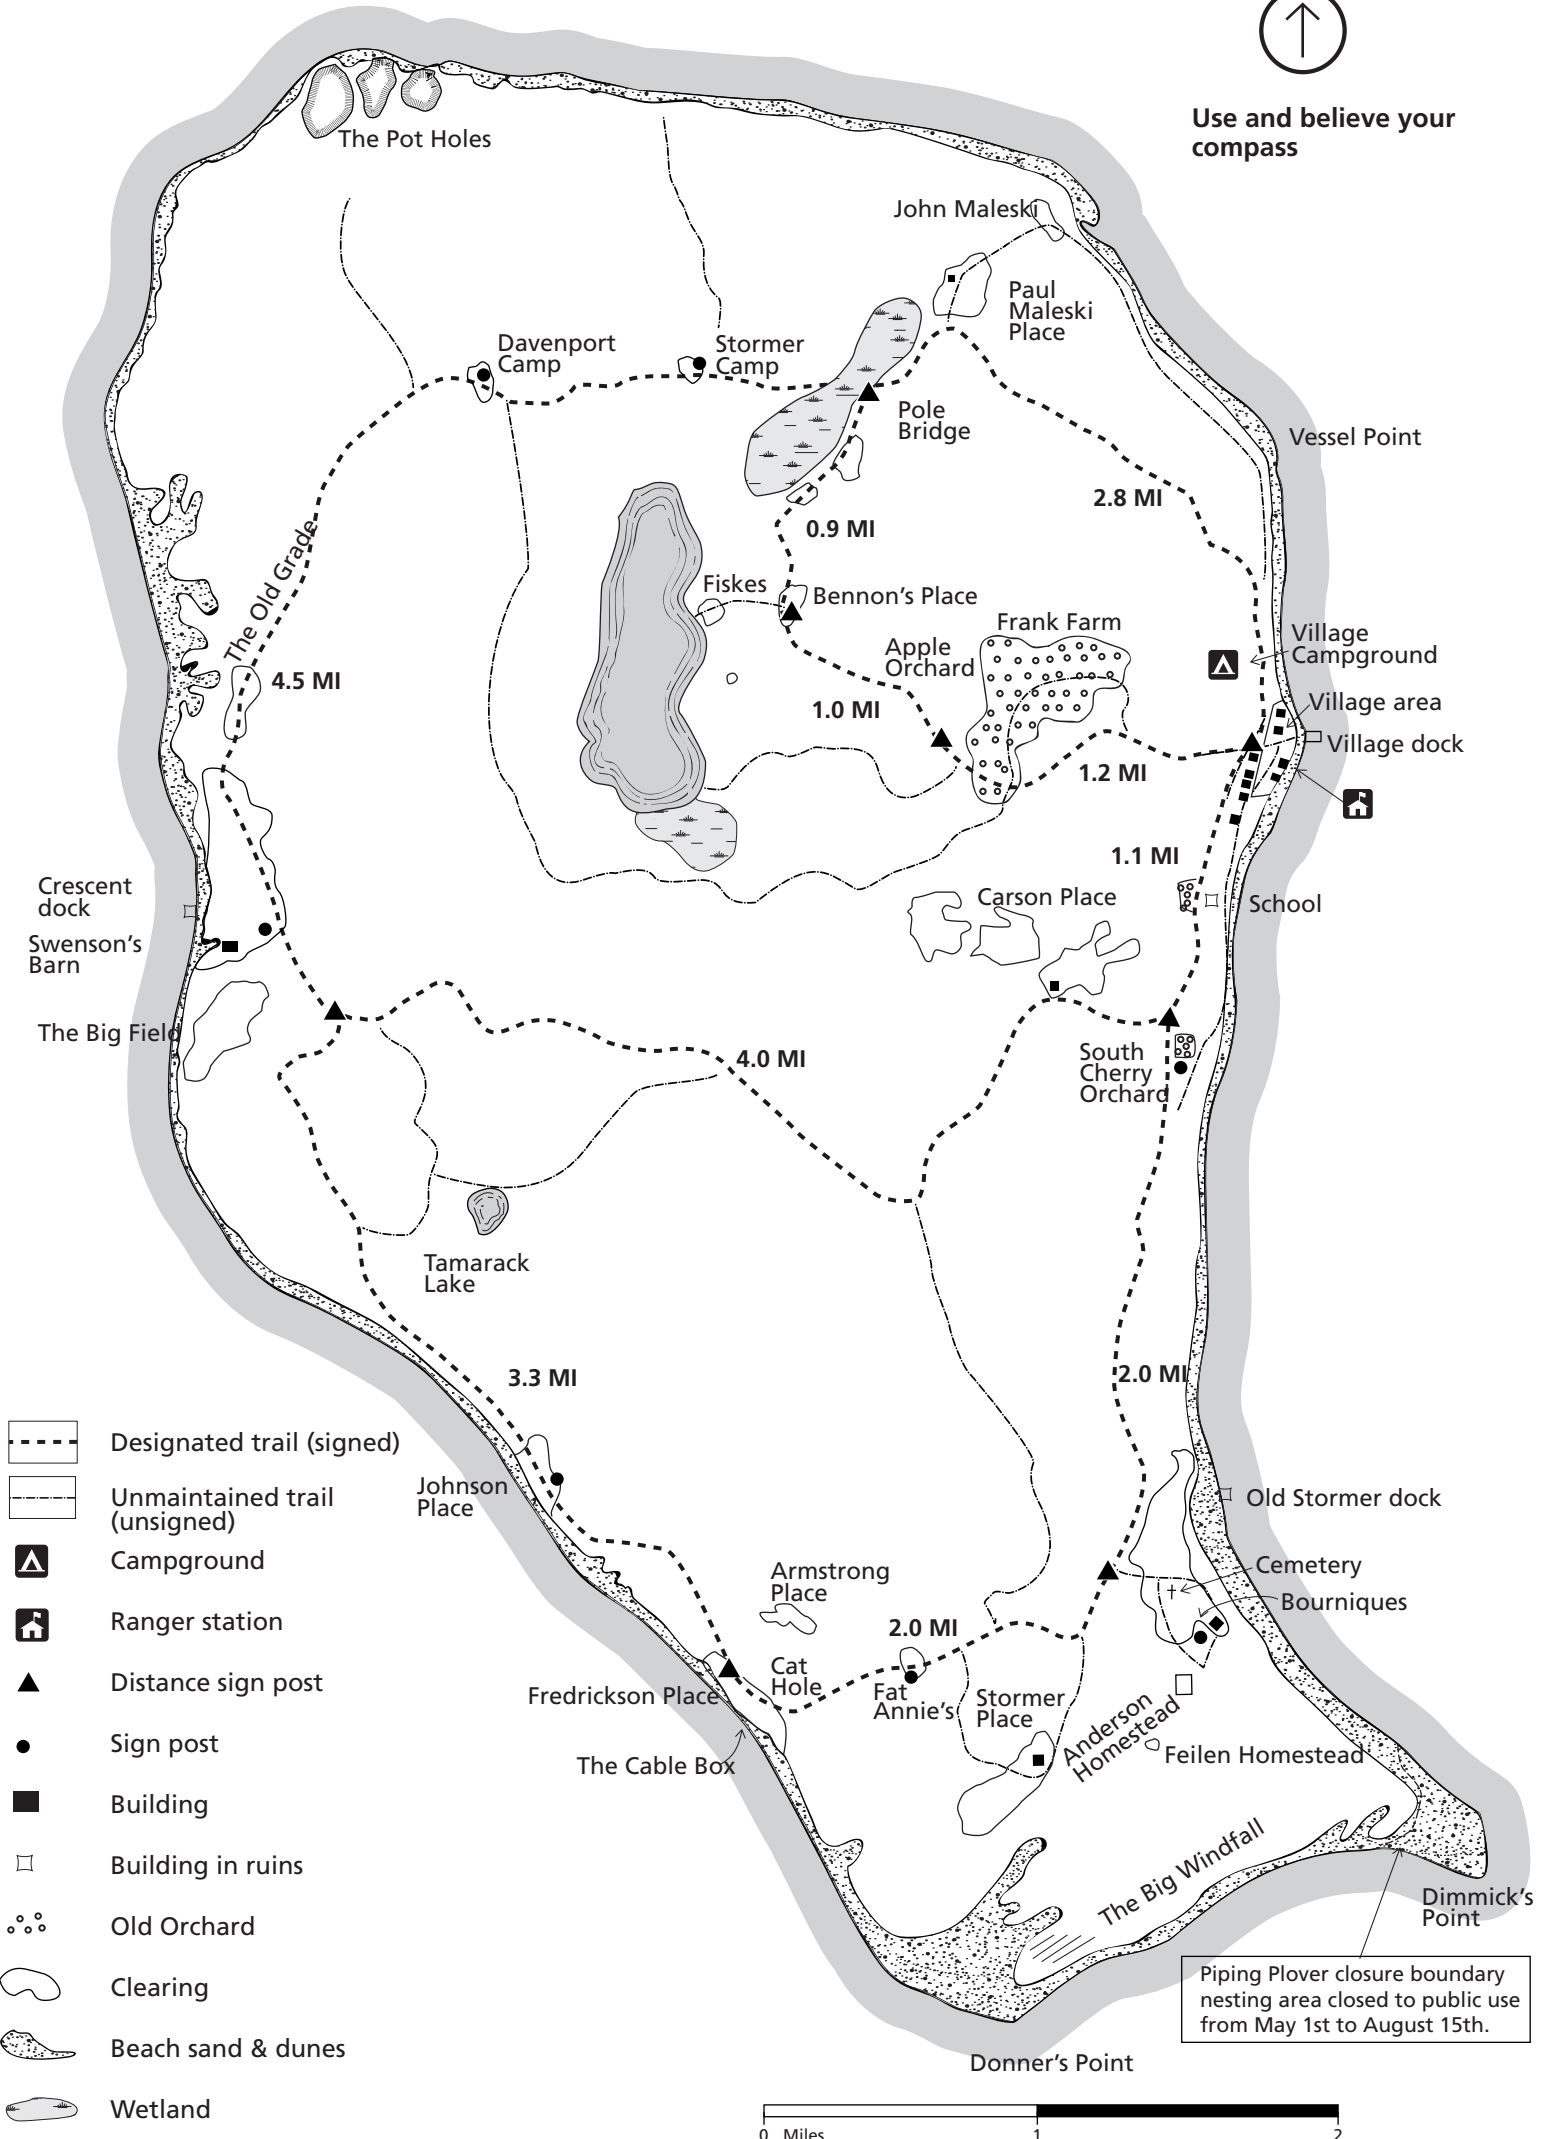 Use and believe your
compass
The Pot Holes
John Maleski
Paul
Maleski
Place
Davenport
Camp
Stormer
Camp
Pole
Bridge
Vessel Point
2.8 MI
0.9 MI
The Old Grade
Fiskes
Bennon's Place
Frank Farm
Apple
Orchard
Village
Campground
4.5 MI
1.0 MI
Village area
Village dock
1.2 MI
1.1 MI
Crescent
dock
Carson Place
School
Swenson's
Barn
The Big Field
4.0 MI
South
Cherry
Orchard
Tamarack
Lake
3.3 MI
2.0 MI
Designated trail (signed)
Unmaintained trail
(unsigned)
Campground
Ranger station
Distance sign post
Sign post
Building
Building in ruins
Old Orchard
Clearing
Beach sand & dunes
Wetland
Johnson
Place
Old Stormer dock
Armstrong
Place
Cemetery
Bourniques
2.0 MI
Cat
Hole
Fredrickson Place
Fat
Annie's
Stormer
Place
Anderson
Homestead
Feilen Homestead
The Cable Box
The Big Windfall
Dimmick's
Point
Piping Plover closure boundary
nesting area closed to public use
from May 1st to August 15th.
Donner's Point
0 Miles 1 2